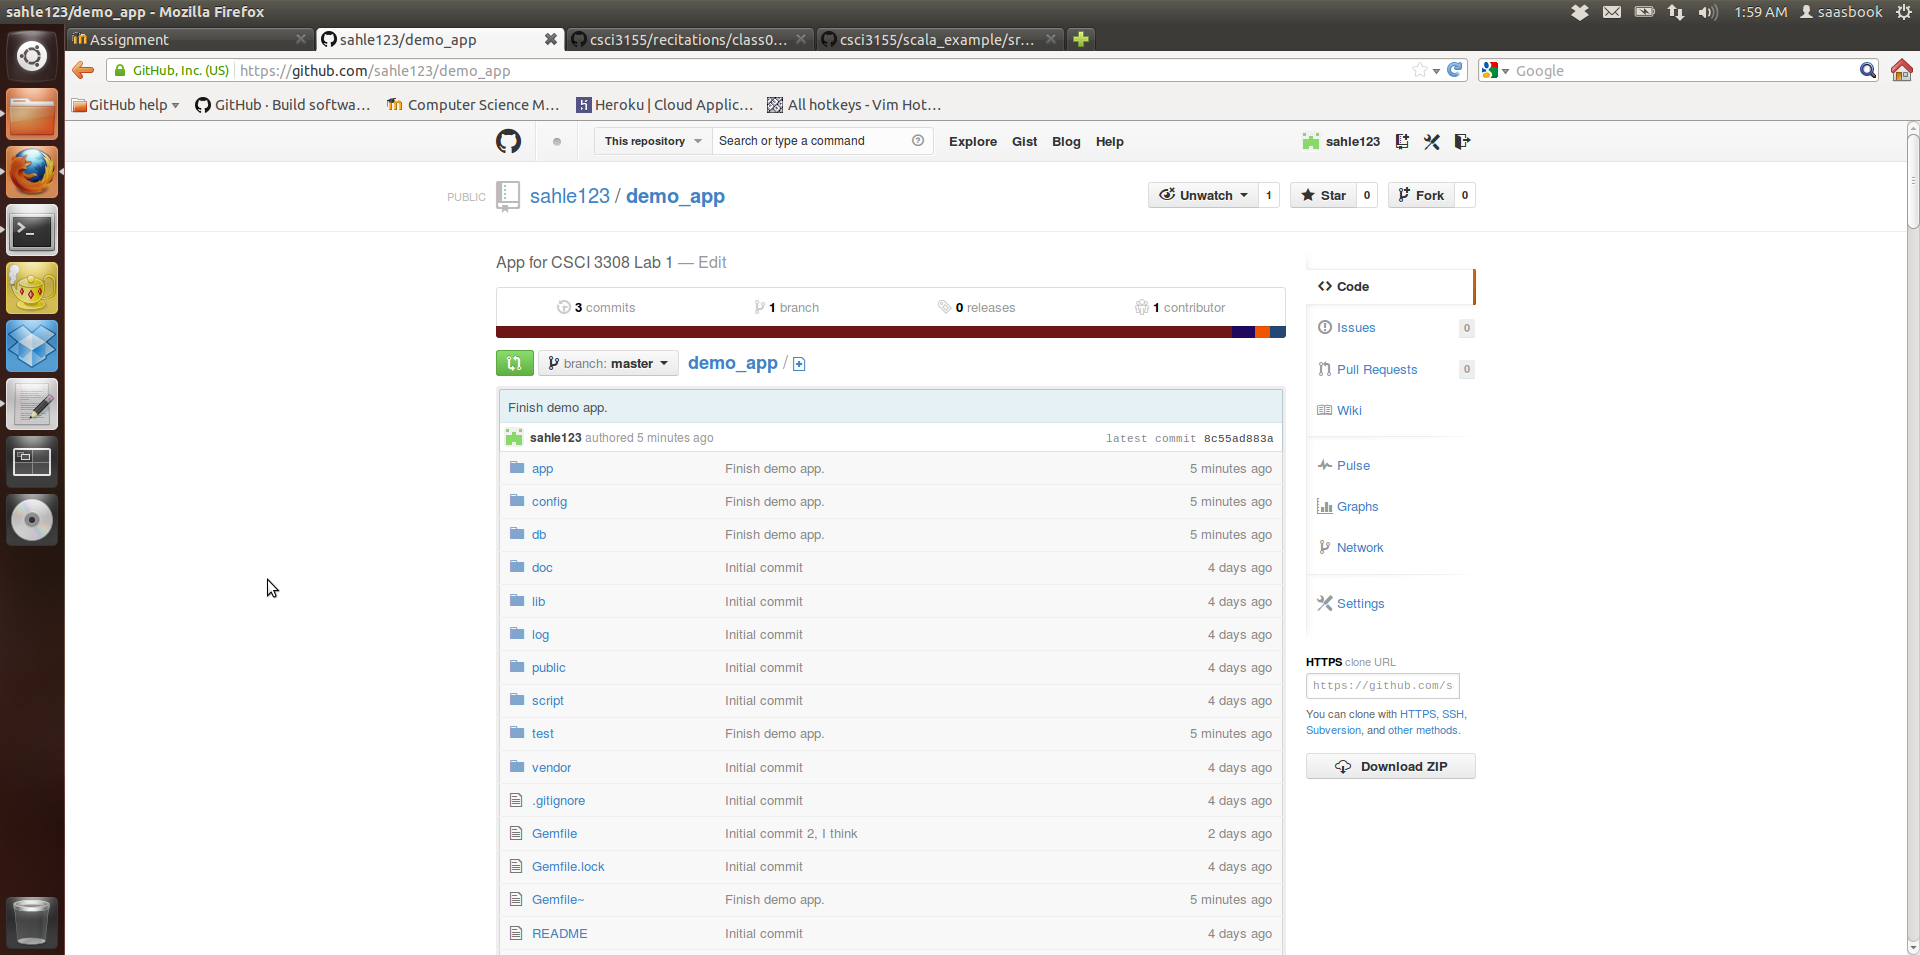 sahle123/demo_app - Mozilla Firefox
1:59 AM saasbook
Assignment
sahle123/demo_app
csci3155/recitations/class0...
csci3155/scala_example/sr...
GitHub, Inc. (US) https://github.com/sahle123/demo_app
Google
GitHub help
GitHub · Build softwa...
Computer Science M...
Heroku | Cloud Applic...
All hotkeys - Vim Hot...
This repository Search or type a command Explore Gist Blog Help sahle123
PUBLIC sahle123 / demo_app
Unwatch 1 Star 0 Fork 0
App for CSCI 3308 Lab 1 — Edit
3 commits 1 branch 0 releases 1 contributor
branch: master demo_app /
Finish demo app.
sahle123 authored 5 minutes ago latest commit 8c55ad883a
app Finish demo app. 5 minutes ago
config Finish demo app. 5 minutes ago
db Finish demo app. 5 minutes ago
doc Initial commit 4 days ago
lib Initial commit 4 days ago
log Initial commit 4 days ago
public Initial commit 4 days ago
script Initial commit 4 days ago
test Finish demo app. 5 minutes ago
vendor Initial commit 4 days ago
.gitignore Initial commit 4 days ago
Gemfile Initial commit 2, I think 2 days ago
Gemfile.lock Initial commit 4 days ago
Gemfile~ Finish demo app. 5 minutes ago
README Initial commit 4 days ago
Code
Issues 0
Pull Requests 0
Wiki
Pulse
Graphs
Network
Settings
HTTPS clone URL
https://github.com/s
You can clone with HTTPS, SSH,
Subversion, and other methods.
Download ZIP